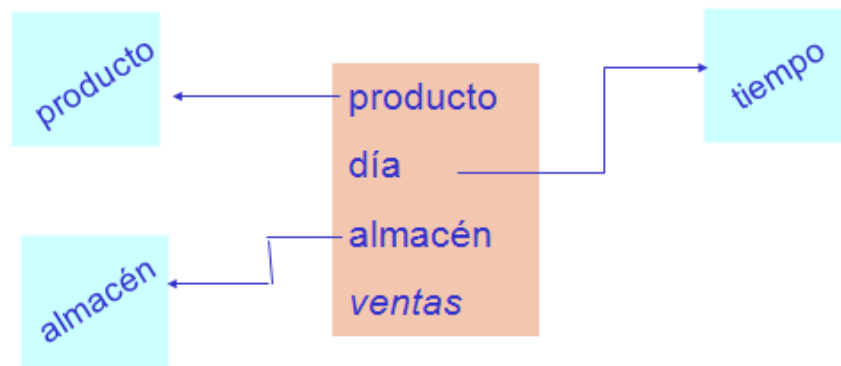 producto
almacén
producto
día
almacén
ventas
tiempo